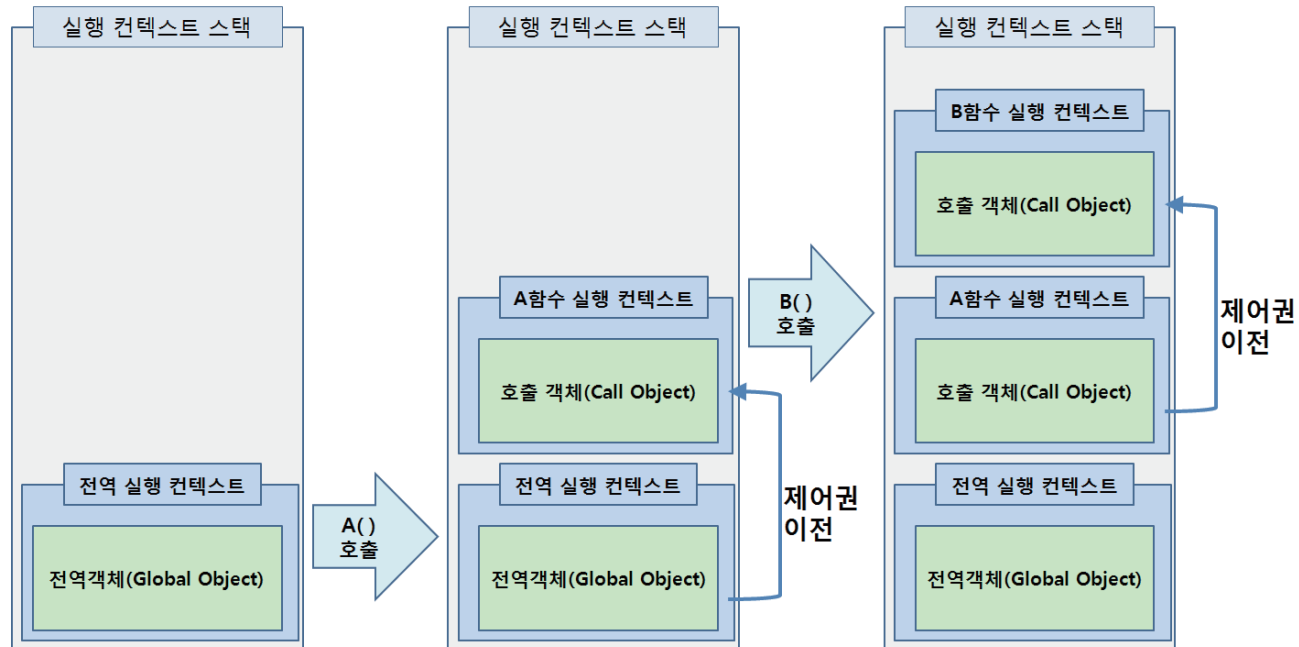 실행 컨텍스트 스택
전역 실행 컨텍스트
전역객체(Global Object)
A( )
호출
실행 컨텍스트 스택
A함수 실행 컨텍스트
호출 객체(Call Object)
전역 실행 컨텍스트
전역객체(Global Object)
제어권
이전
B( )
호출
실행 컨텍스트 스택
B함수 실행 컨텍스트
호출 객체(Call Object)
A함수 실행 컨텍스트
호출 객체(Call Object)
전역 실행 컨텍스트
전역객체(Global Object)
제어권
이전